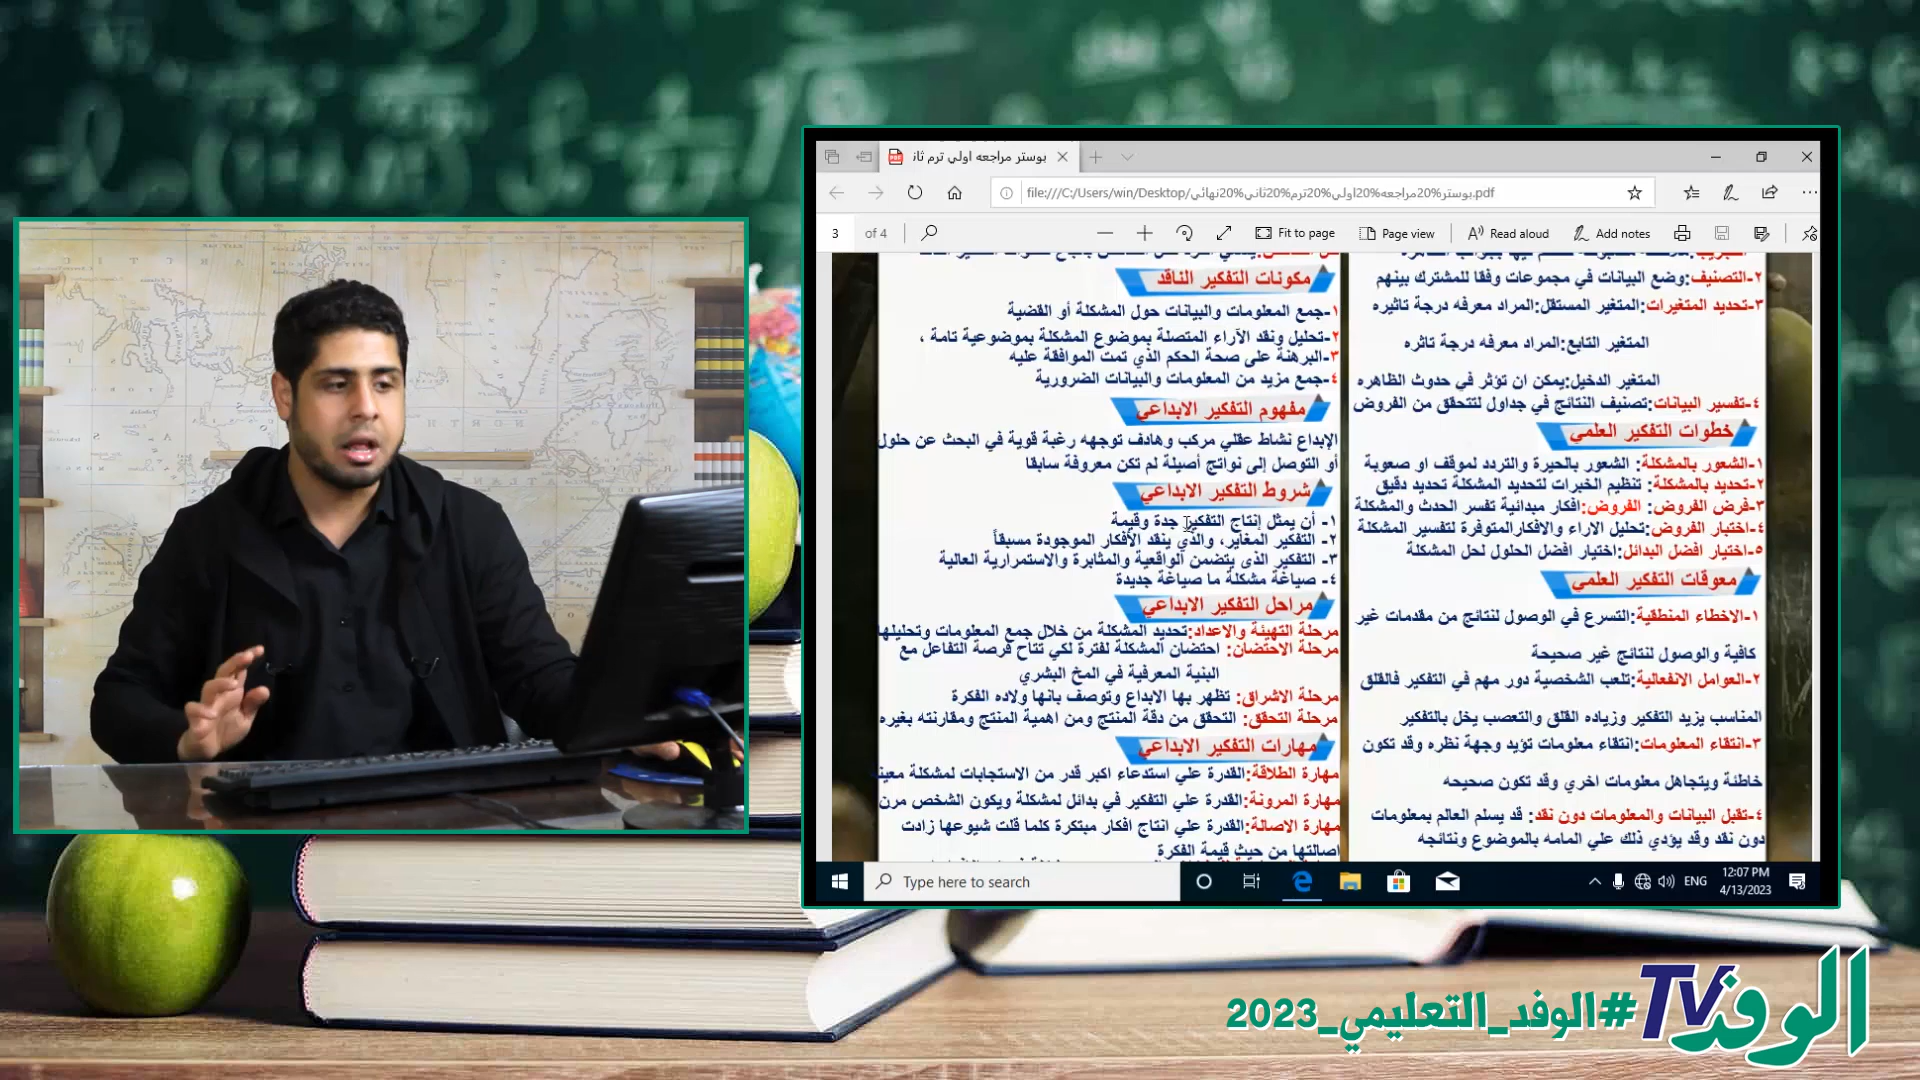 بوستر مراجعه اولي ترم ثان
file:///C:/Users/win/Desktop/بوستر%20مراجعه%20اولي%20ترم%20ثاني%20نهائي.pdf
3 of 4
Fit to page
Page view
Read aloud
Add notes
٢-التصنيف:وضع البيانات في مجموعات وفقا للمشترك بينهم
٣-تحديد المتغيرات:المتغير المستقل:المراد معرفه درجة تاثيره
المتغير التابع:المراد معرفه درجة تاثره
المتغير الدخيل:يمكن ان تؤثر في حدوث الظاهره
٤-تفسير البيانات:تصنيف النتائج في جداول لتتحقق من الفروض
خطوات التفكير العلمي
١-الشعور بالمشكلة: الشعور بالحيرة والتردد لموقف او صعوبة
٢-تحديد بالمشكلة: تنظيم الخبرات لتحديد المشكلة تحديد دقيق
٣-فرض الفروض: الفروض:افكار مبدائية تفسر الحدث والمشكلة
٤-اختبار الفروض:تحليل الاراء والافكارالمتوفرة لتفسير المشكلة
٥-اختيار افضل البدائل:اختيار افضل الحلول لحل المشكلة
معوقات التفكير العلمي
١-الاخطاء المنطقية:التسرع في الوصول لنتائج من مقدمات غير
كافية والوصول لنتائج غير صحيحة
٢-العوامل الانفعالية:تلعب الشخصية دور مهم في التفكير فالقلق
المناسب يزيد التفكير وزياده القلق والتعصب يخل بالتفكير
٣-انتقاء المعلومات:انتقاء معلومات تؤيد وجهة نظره وقد تكون
خاطئة ويتجاهل معلومات اخري وقد تكون صحيحه
٤-تقبل البيانات والمعلومات دون نقد: قد يسلم العالم بمعلومات
دون نقد وقد يؤدي ذلك علي المامه بالموضوع ونتائجه
مكونات التفكير الناقد
١-جمع المعلومات والبيانات حول المشكلة أو القضية
٢-تحليل ونقد الآراء المتصلة بموضوع المشكلة بموضوعية تامة ،
٣-البرهنة على صحة الحكم الذي تمت الموافقة عليه
٤-جمع مزيد من المعلومات والبيانات الضرورية
مفهوم التفكير الابداعي
الإبداع نشاط عقلي مركب وهادف توجهه رغبة قوية في البحث عن حلول
أو التوصل إلى نواتج أصيلة لم تكن معروفة سابقا
شروط التفكير الابداعي
١- أن يمثل إنتاج التفكير جدة وقيمة
٢- التفكير المغاير، والذي ينقد الأفكار الموجودة مسبقاً
٣- التفكير الذى يتضمن الواقعية والمثابرة والاستمرارية العالية
٤- صياغة مشكلة ما صياغة جديدة
مراحل التفكير الابداعي
مرحلة التهيئة والاعداد:تحديد المشكلة من خلال جمع المعلومات وتحليلها
مرحلة الاحتضان: احتضان المشكلة لفترة لكي تتاح فرصة التفاعل مع
البنية المعرفية في المخ البشري
مرحلة الاشراق: تظهر بها الابداع وتوصف بانها ولاده الفكرة
مرحلة التحقق: التحقق من دقة المنتج ومن اهمية المنتج ومقارنته بغيره
مهارات التفكير الابداعي
مهارة الطلاقة:القدرة علي استدعاء اكبر قدر من الاستجابات لمشكلة معينة
مهارة المرونة:القدرة علي التفكير في بدائل لمشكلة ويكون الشخص مرن
مهارة الاصالة:القدرة علي انتاج افكار مبتكرة كلما قلت شيوعها زادت
اصالتها من حيث قيمة الفكرة
Type here to search
ENG
12:07 PM
4/13/2023
#الوفد_التعليمي_2023
الوفد TV